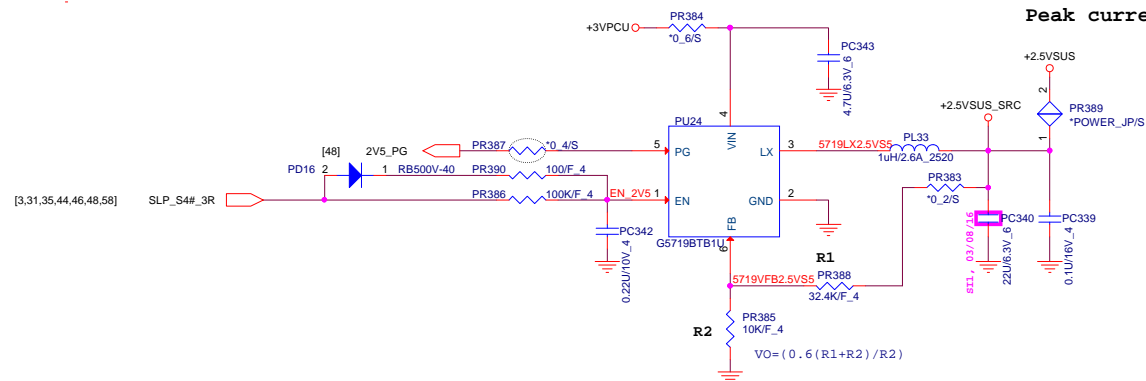 Peak curre
PR384
+3VPCU
*0_6/S
PC343
4.7U/6.3V_6
+2.5VSUS
+2.5VSUS_SRC
2
PR389
*POWER_JP/S
1
PU24
4
VIN
[48]
2V5_PG
PR387
*0_4/S
5
PG
LX
3
5719LX2.5VS5
PL33
1uH/2.6A_2520
PD16
2
1
RB500V-40
PR390
100/F_4
PR383
*0_2/S
[3,31,35,44,46,48,58]
SLP_S4#_3R
PR386
100K/F_4
EN_2V5
1
EN
GND
2
FB
PC342
0.22U/10V_4
G5719BTB1U
6
PC340
22U/6.3V_6
SI1, 03/08/16
PC339
0.1U/16V_4
R1
5719VFB2.5VS5
PR388
32.4K/F_4
R2
PR385
10K/F_4
VO=(0.6(R1+R2)/R2)